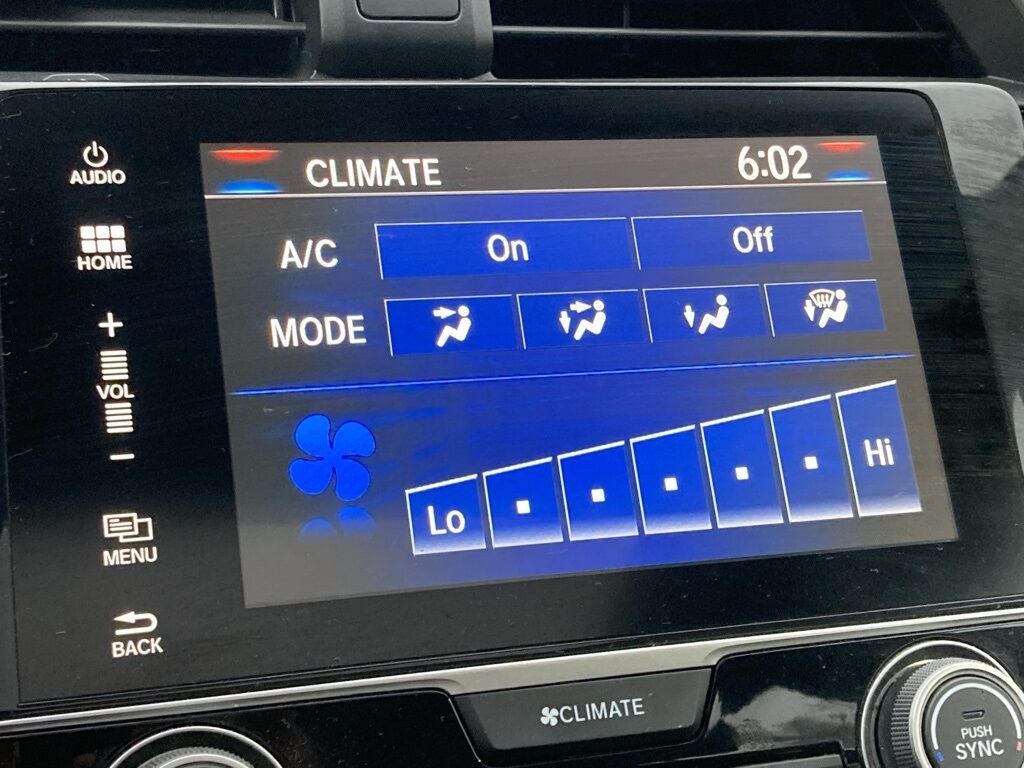 AUDIO
CLIMATE 6:02
HOME
A/C On Off
MODE
+
VOL
-
Lo Hi
MENU
BACK
CLIMATE
PUSH
SYNC